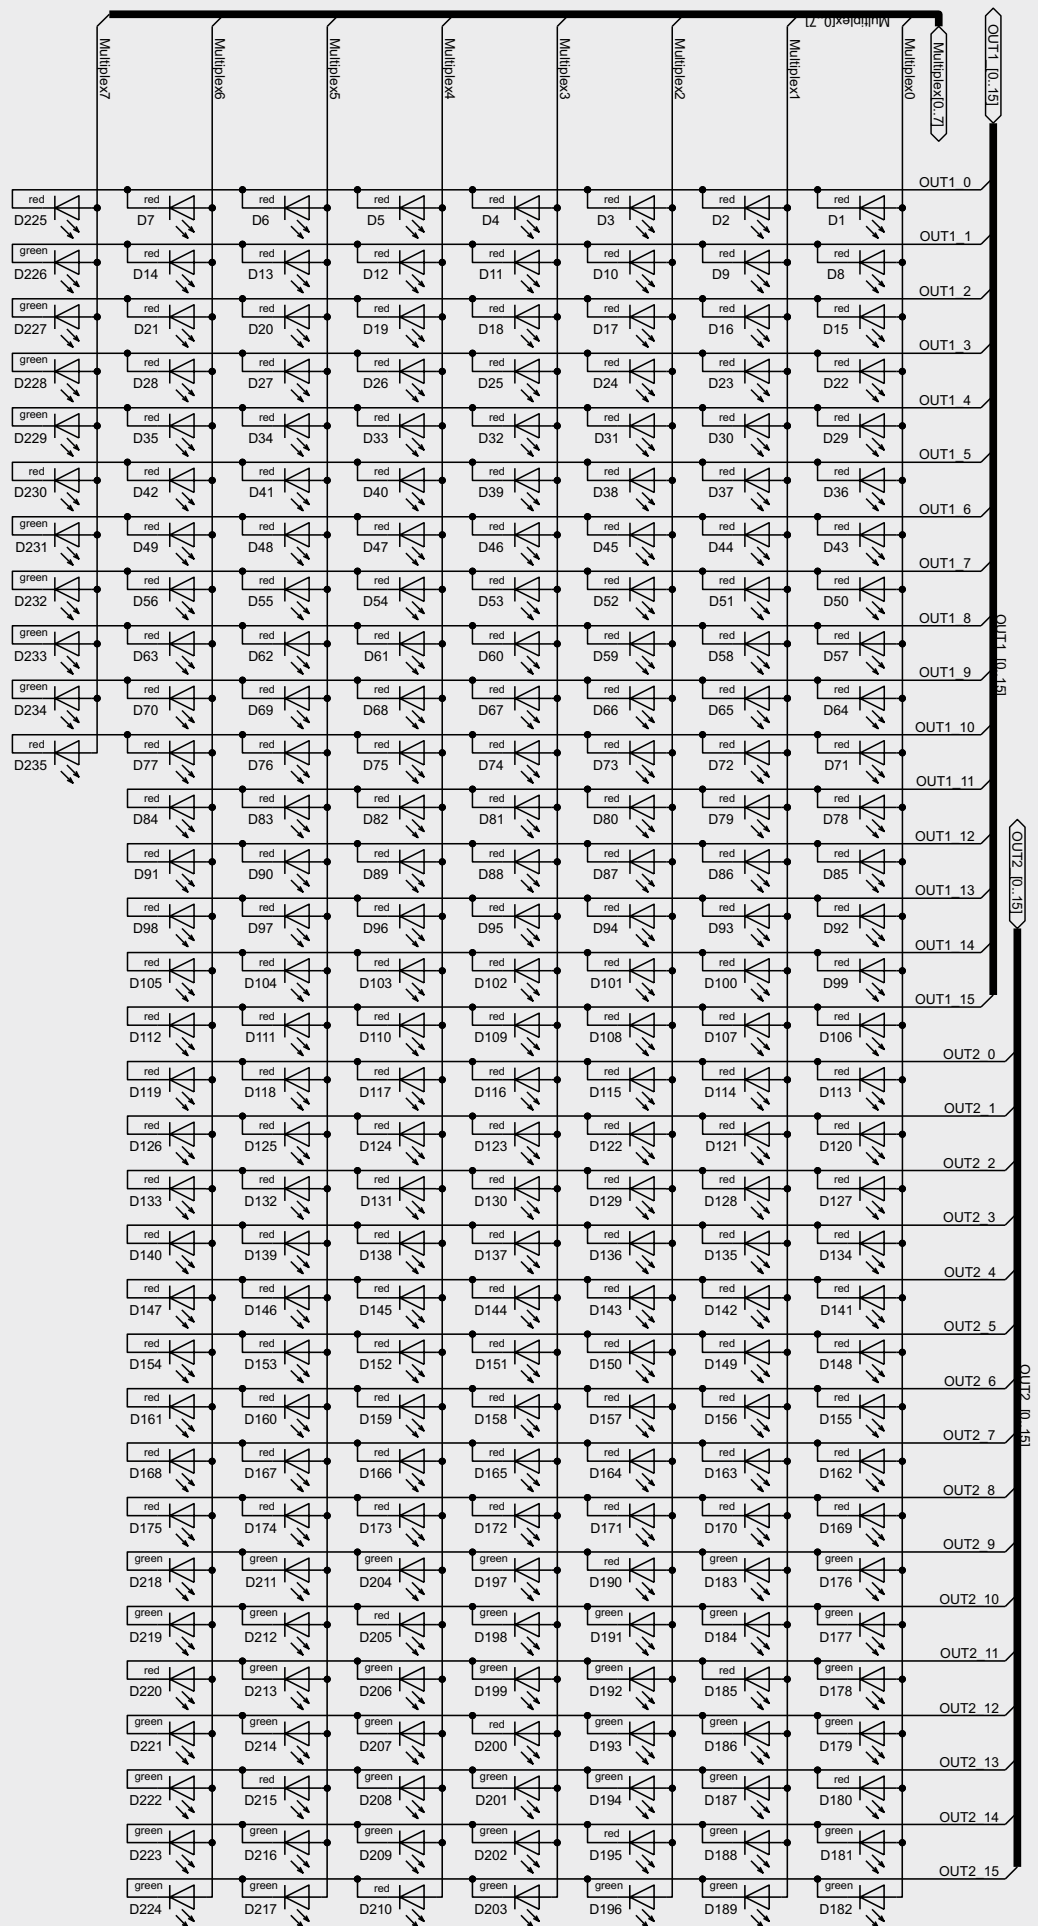 Multiplex[0..7]
Multiplex7 Multiplex6 Multiplex5 Multiplex4 Multiplex3 Multiplex2 Multiplex1 Multiplex0 Multiplex[0..7] OUT1_[0..15]
OUT1_0
red red red red red red red red
D225 D7 D6 D5 D4 D3 D2 D1
OUT1_1
green red red red red red red red
D226 D14 D13 D12 D11 D10 D9 D8
OUT1_2
green red red red red red red red
D227 D21 D20 D19 D18 D17 D16 D15
OUT1_3
green red red red red red red red
D228 D28 D27 D26 D25 D24 D23 D22
OUT1_4
green red red red red red red red
D229 D35 D34 D33 D32 D31 D30 D29
OUT1_5
red red red red red red red red
D230 D42 D41 D40 D39 D38 D37 D36
OUT1_6
green red red red red red red red
D231 D49 D48 D47 D46 D45 D44 D43
OUT1_7
green red red red red red red red
D232 D56 D55 D54 D53 D52 D51 D50
OUT1_8
green red red red red red red red
D233 D63 D62 D61 D60 D59 D58 D57
OUT1_[0..15]
OUT1_9
green red red red red red red red
D234 D70 D69 D68 D67 D66 D65 D64
OUT1_10
red red red red red red red red
D235 D77 D76 D75 D74 D73 D72 D71
OUT1_11
red red red red red red red
D84 D83 D82 D81 D80 D79 D78
OUT1_12
red red red red red red red
D91 D90 D89 D88 D87 D86 D85
OUT2_[0..15]
OUT1_13
red red red red red red red
D98 D97 D96 D95 D94 D93 D92
OUT1_14
red red red red red red red
D105 D104 D103 D102 D101 D100 D99
OUT1_15
red red red red red red red
D112 D111 D110 D109 D108 D107 D106
OUT2_0
red red red red red red red
D119 D118 D117 D116 D115 D114 D113
OUT2_1
red red red red red red red
D126 D125 D124 D123 D122 D121 D120
OUT2_2
red red red red red red red
D133 D132 D131 D130 D129 D128 D127
OUT2_3
red red red red red red red
D140 D139 D138 D137 D136 D135 D134
OUT2_4
red red red red red red red
D147 D146 D145 D144 D143 D142 D141
OUT2_5
red red red red red red red
D154 D153 D152 D151 D150 D149 D148
OUT2_6
red red red red red red red
D161 D160 D159 D158 D157 D156 D155
OUT2_[0..15]
OUT2_7
red red red red red red red
D168 D167 D166 D165 D164 D163 D162
OUT2_8
red red red red red red red
D175 D174 D173 D172 D171 D170 D169
OUT2_9
green green green green red green green
D218 D211 D204 D197 D190 D183 D176
OUT2_10
green green red green green green green
D219 D212 D205 D198 D191 D184 D177
OUT2_11
red green green green green red green
D220 D213 D206 D199 D192 D185 D178
OUT2_12
green green green red green green green
D221 D214 D207 D200 D193 D186 D179
OUT2_13
green red green green green green red
D222 D215 D208 D201 D194 D187 D180
OUT2_14
green green green green red green green
D223 D216 D209 D202 D195 D188 D181
OUT2_15
green green red green green green green
D224 D217 D210 D203 D196 D189 D182